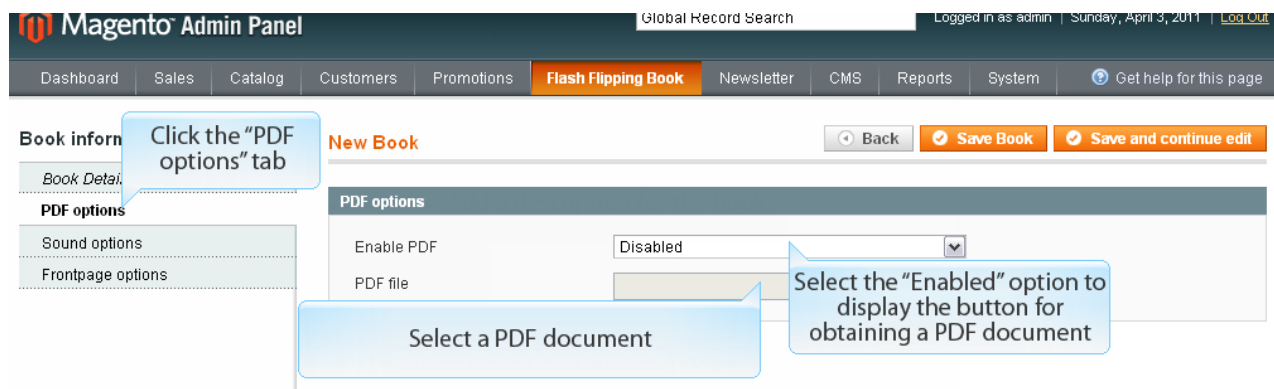 Magento Admin Panel
Global Record Search
Logged in as admin | Sunday, April 3, 2011 | Log Out
Dashboard Sales Catalog Customers Promotions Flash Flipping Book Newsletter CMS Reports System Get help for this page
Book inform
Click the “PDF
options” tab
New Book
Back Save Book Save and continue edit
Book Detai
PDF options
Sound options
Frontpage options
PDF options
Enable PDF Disabled
PDF file
Select the “Enabled” option to
display the button for
obtaining a PDF document
Select a PDF document